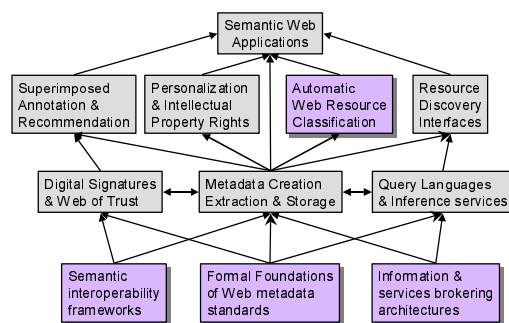 Semantic Web
Applications
Superimposed
Annotation &
Recommendation
Personalization
& Intellectual
Property Rights
Automatic
Web Resource
Classification
Resource
Discovery
Interfaces
Digital Signatures
& Web of Trust
Metadata Creation
Extraction & Storage
Query Languages
& Inference services
Semantic
interoperability
frameworks
Formal Foundations
of Web metadata
standards
Information &
services brokering
architectures